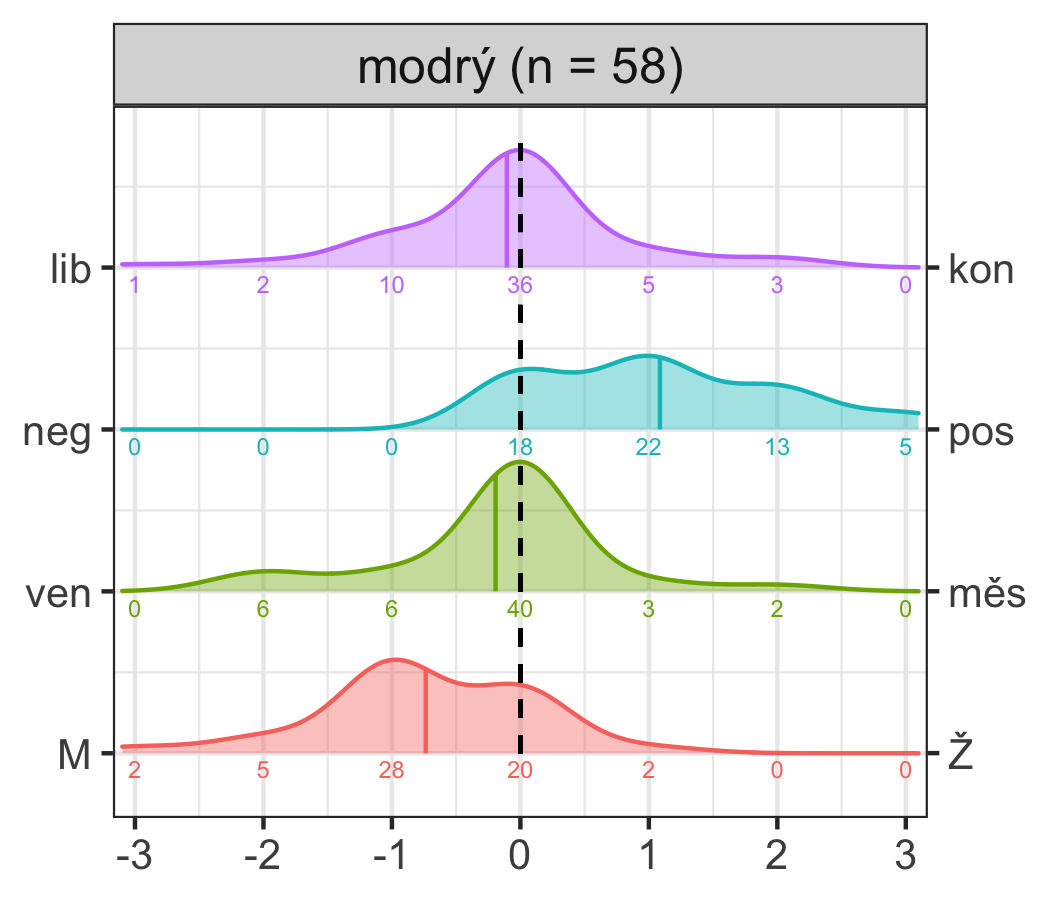 modrý (n = 58)
lib kon
1 2 10 36 5 3 0
neg pos
0 0 0 18 22 13 5
ven měs
0 6 6 40 3 2 0
M Ž
2 5 28 20 2 0 0
-3 -2 -1 0 1 2 3